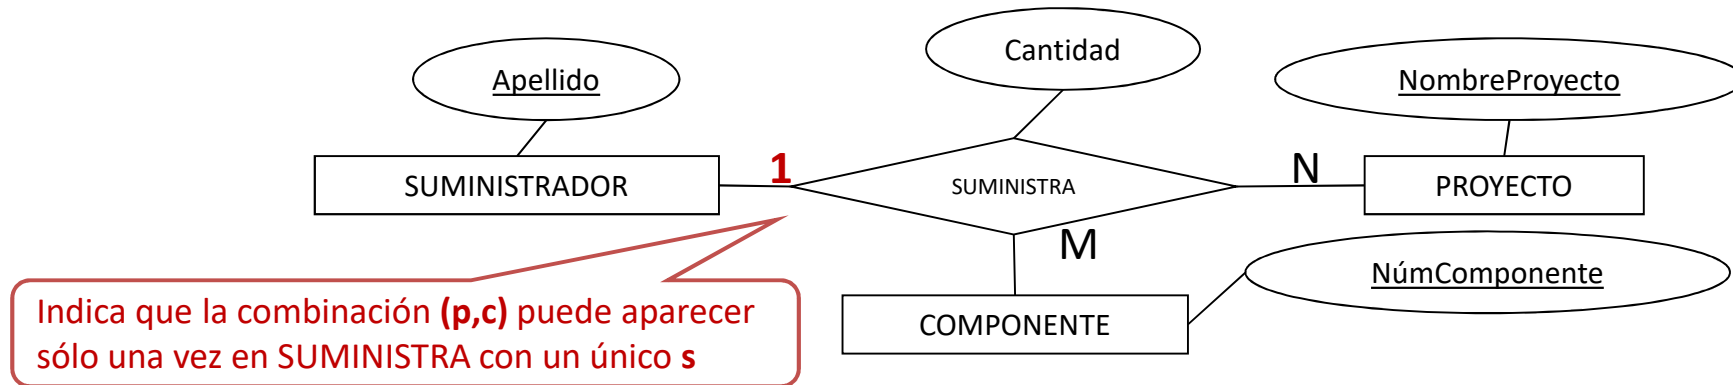 Cantidad
Apellido
NombreProyecto
SUMINISTRADOR
1
SUMINISTRA
N
PROYECTO
M
NúmComponente
COMPONENTE
Indica que la combinación (p,c) puede aparecer
sólo una vez en SUMINISTRA con un único s